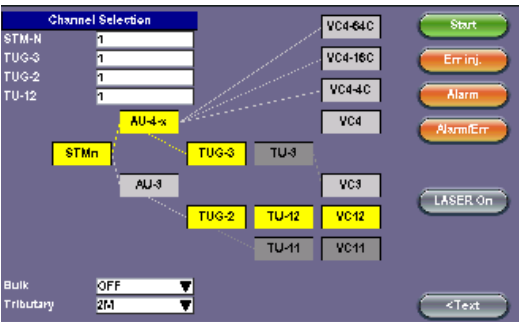 Channel Selection
STM-N 1
TUG-3 1
TUG-2 1
TU-12 1
VC4-64C
VC4-16C
VC4-4C
AU-4-x VC4
STMn TUG-3 TU-3
AU-3 VC3
TUG-2 TU-12 VC12
TU-11 VC11
Bulk OFF
Tributary 2M
Start
Err inj.
Alarm
Alarm/Err
LASER On
<Text